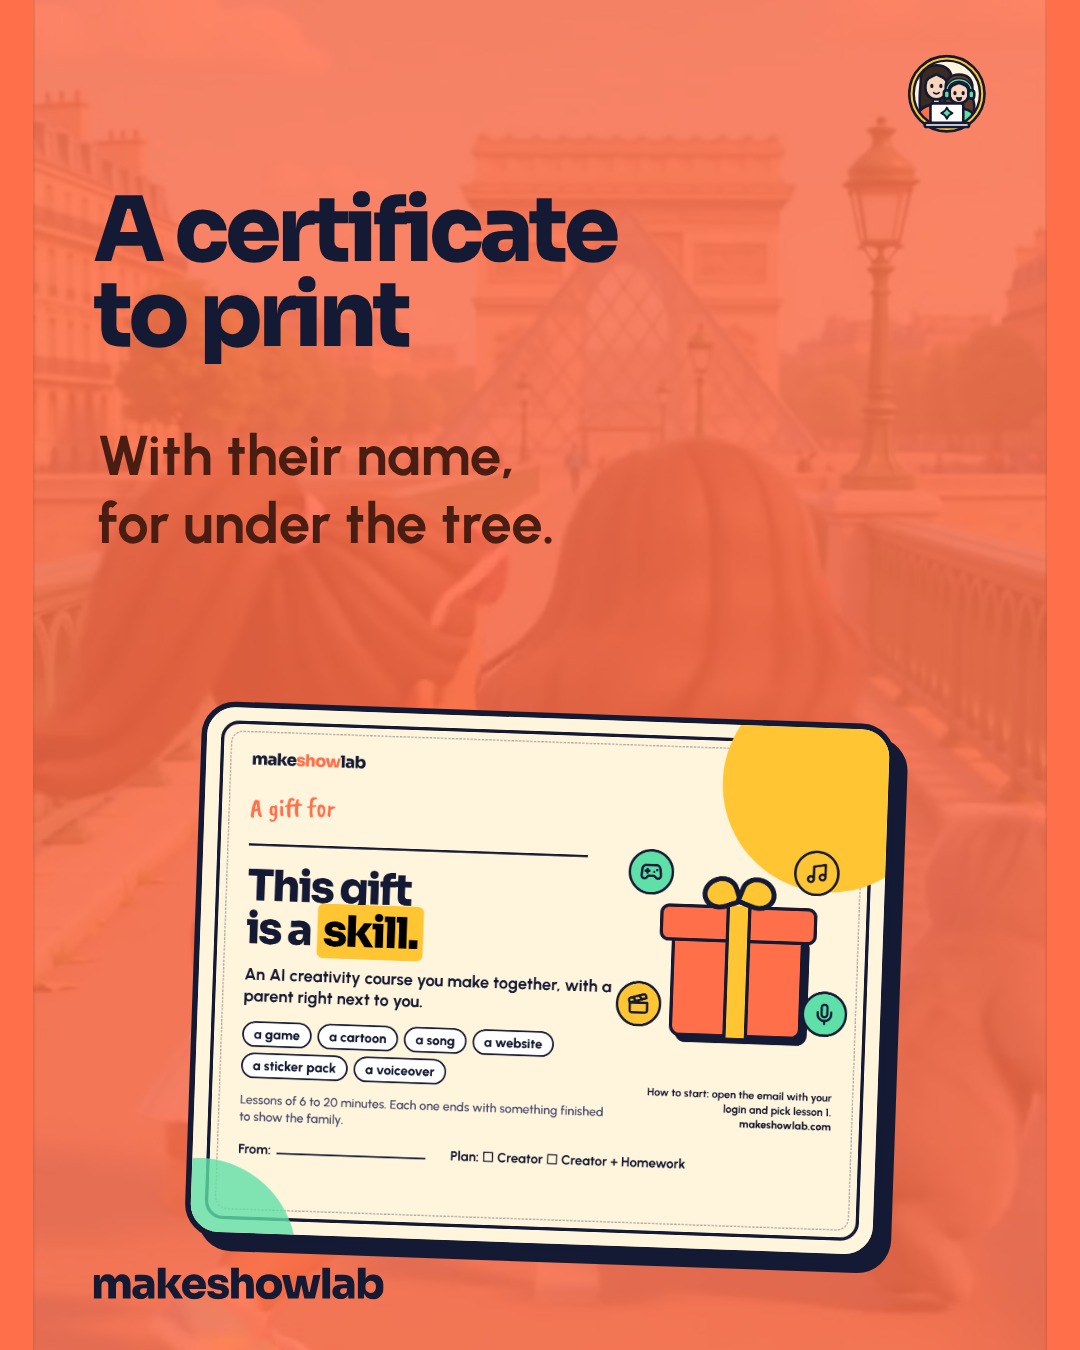 A certificate
to print
With their name,
for under the tree.
makeshowlab
A gift for
This gift
is a skill.
An AI creativity course you make together, with a
parent right next to you.
a game
a cartoon
a song
a website
a sticker pack
a voiceover
Lessons of 6 to 20 minutes. Each one ends with something finished
to show the family.
How to start: open the email with your
login and pick lesson 1.
makeshowlab.com
From:
Plan: ☐ Creator ☐ Creator + Homework
makeshowlab